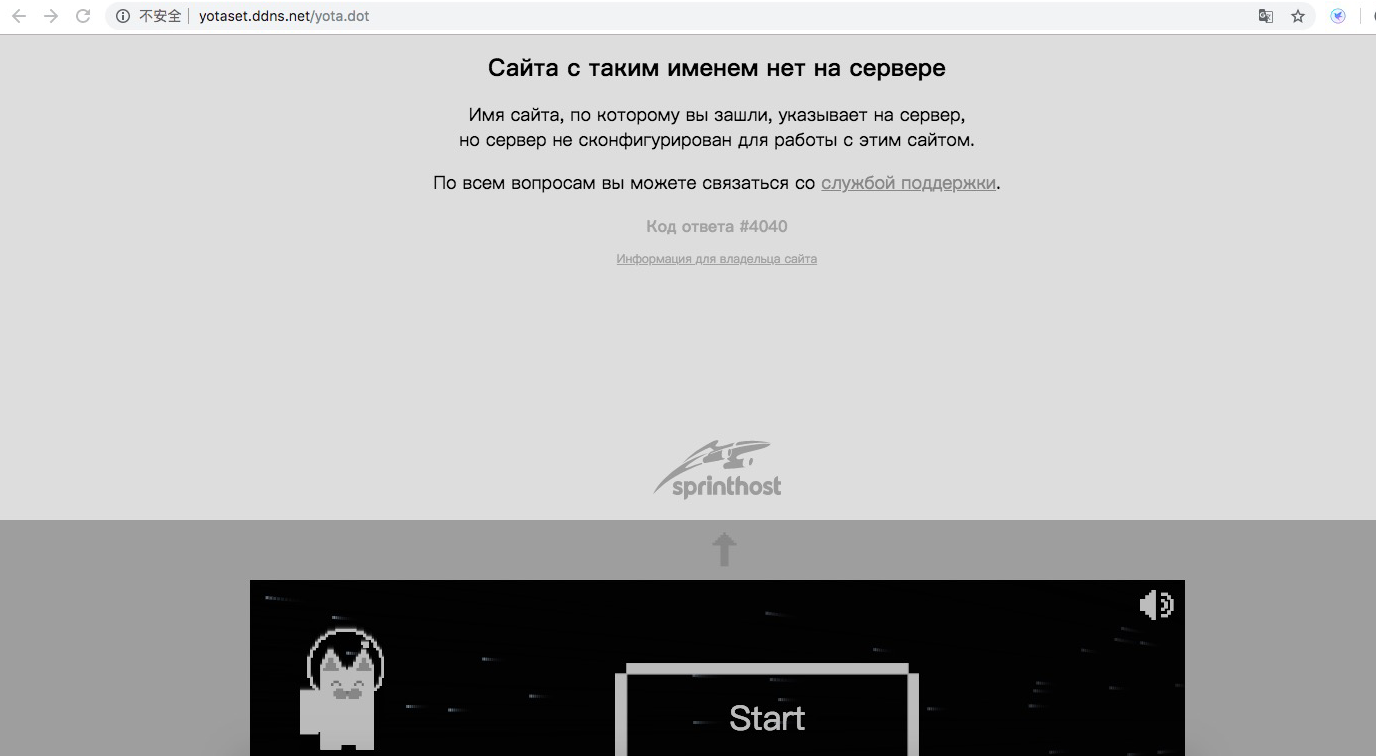 不安全 yotaset.ddns.net/yota.dot
Сайта с таким именем нет на сервере
Имя сайта, по которому вы зашли, указывает на сервер,
но сервер не сконфигурирован для работы с этим сайтом.
По всем вопросам вы можете связаться со службой поддержки.
Код ответа #4040
Информация для владельца сайта
sprinthost
Start